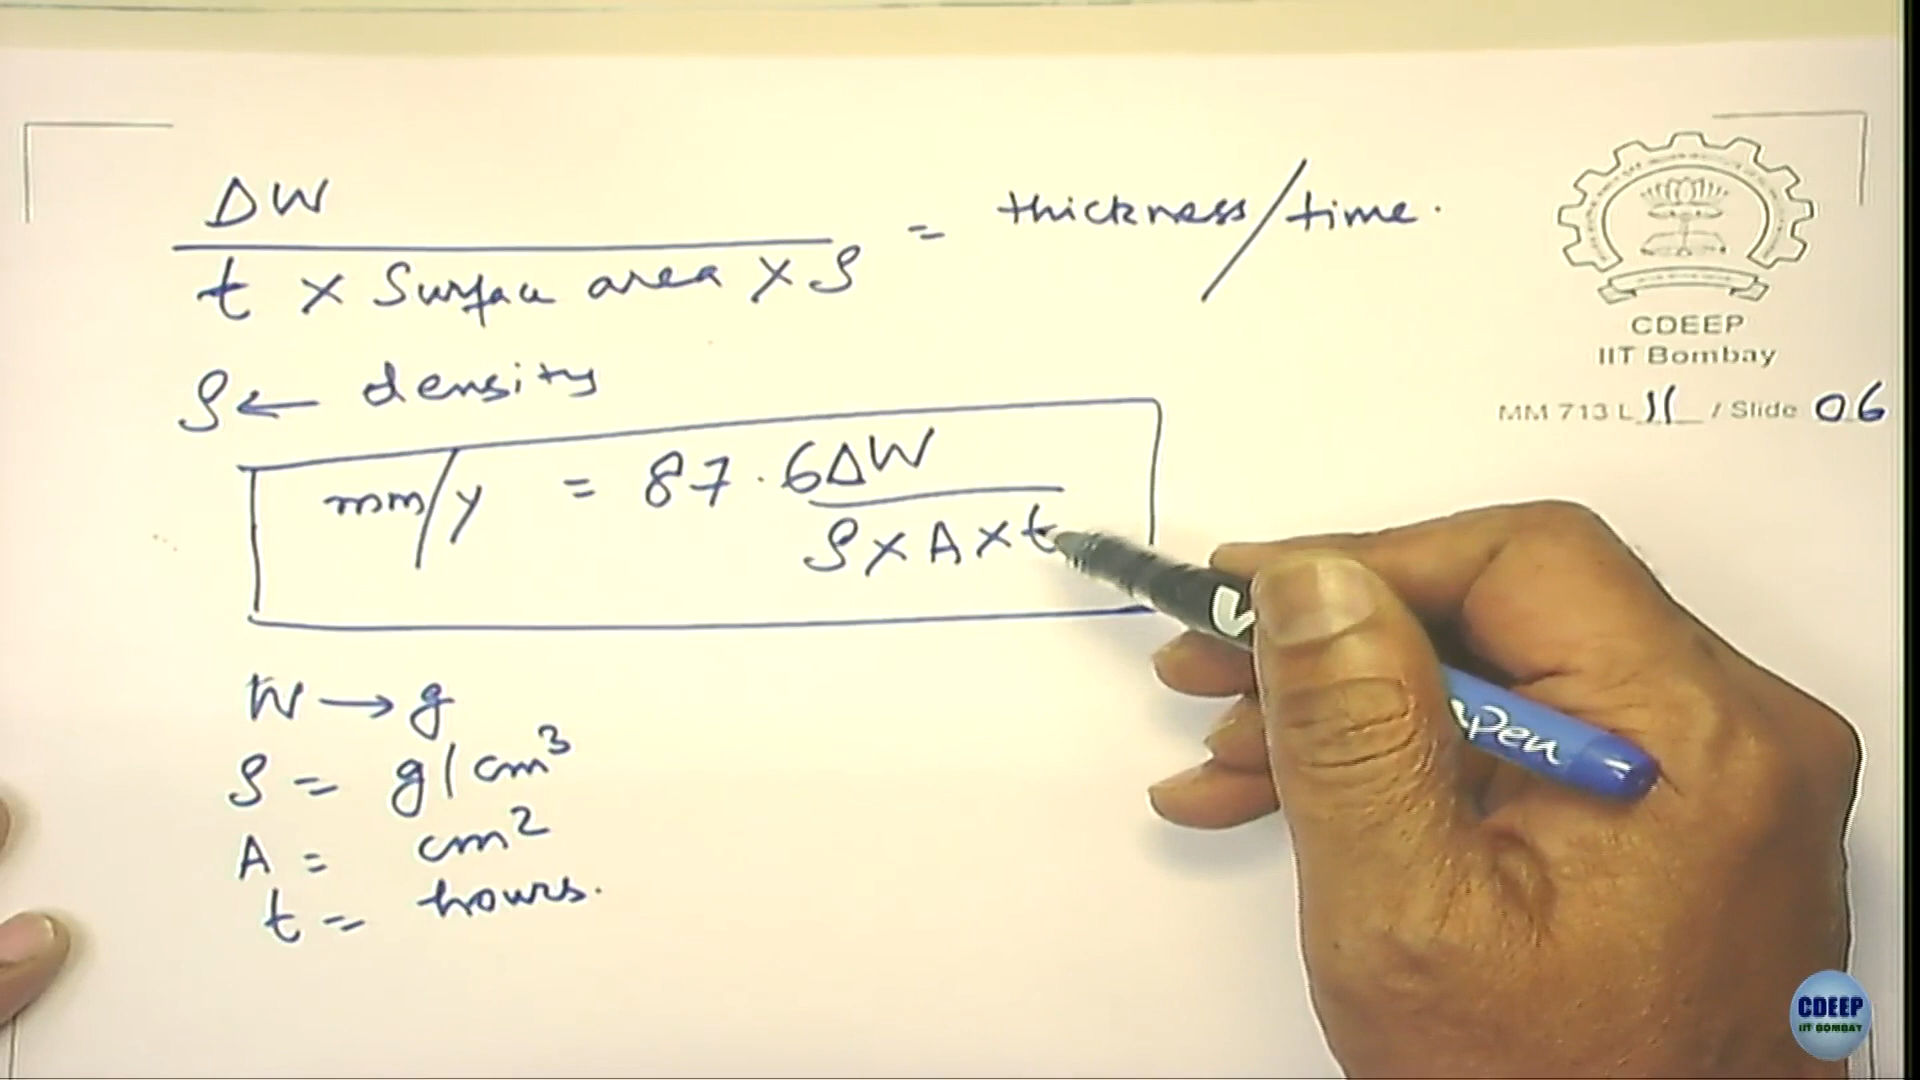 ΔW
————— = thickness/time.
t × Surface area × ρ
ρ ← density
mm/y = 87.6ΔW
ρ × A × t
W → g
ρ = g/cm³
A = cm²
t = hours.
CDEEP
IIT Bombay
MM 713 L 11 / Slide 06
Pen
CDEEP
IIT BOMBAY